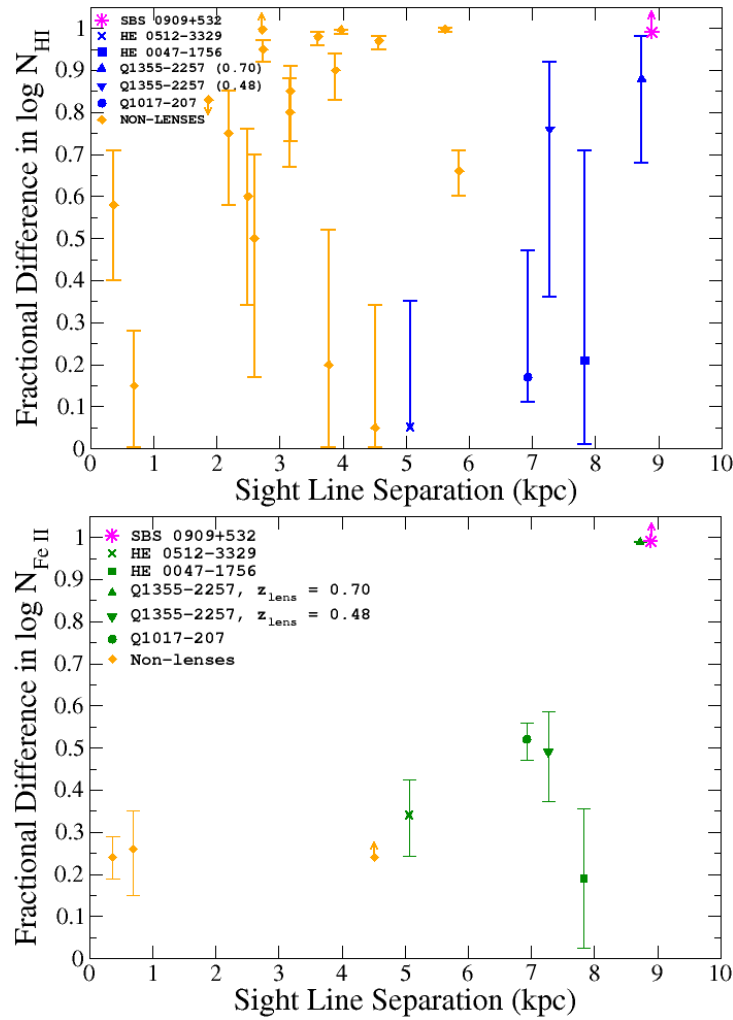 SBS 0909+532
HE 0512-3329
HE 0047-1756
Q1355-2257 (0.70)
Q1355-2257 (0.48)
Q1017-207
NON-LENSES
Fractional Difference in log N_HI
1
0.9
0.8
0.7
0.6
0.5
0.4
0.3
0.2
0.1
0
0 1 2 3 4 5 6 7 8 9 10
Sight Line Separation (kpc)
SBS 0909+532
HE 0512-3329
HE 0047-1756
Q1355-2257, z_lens = 0.70
Q1355-2257, z_lens = 0.48
Q1017-207
Non-lenses
Fractional Difference in log N_Fe II
1
0.9
0.8
0.7
0.6
0.5
0.4
0.3
0.2
0.1
0
0 1 2 3 4 5 6 7 8 9 10
Sight Line Separation (kpc)